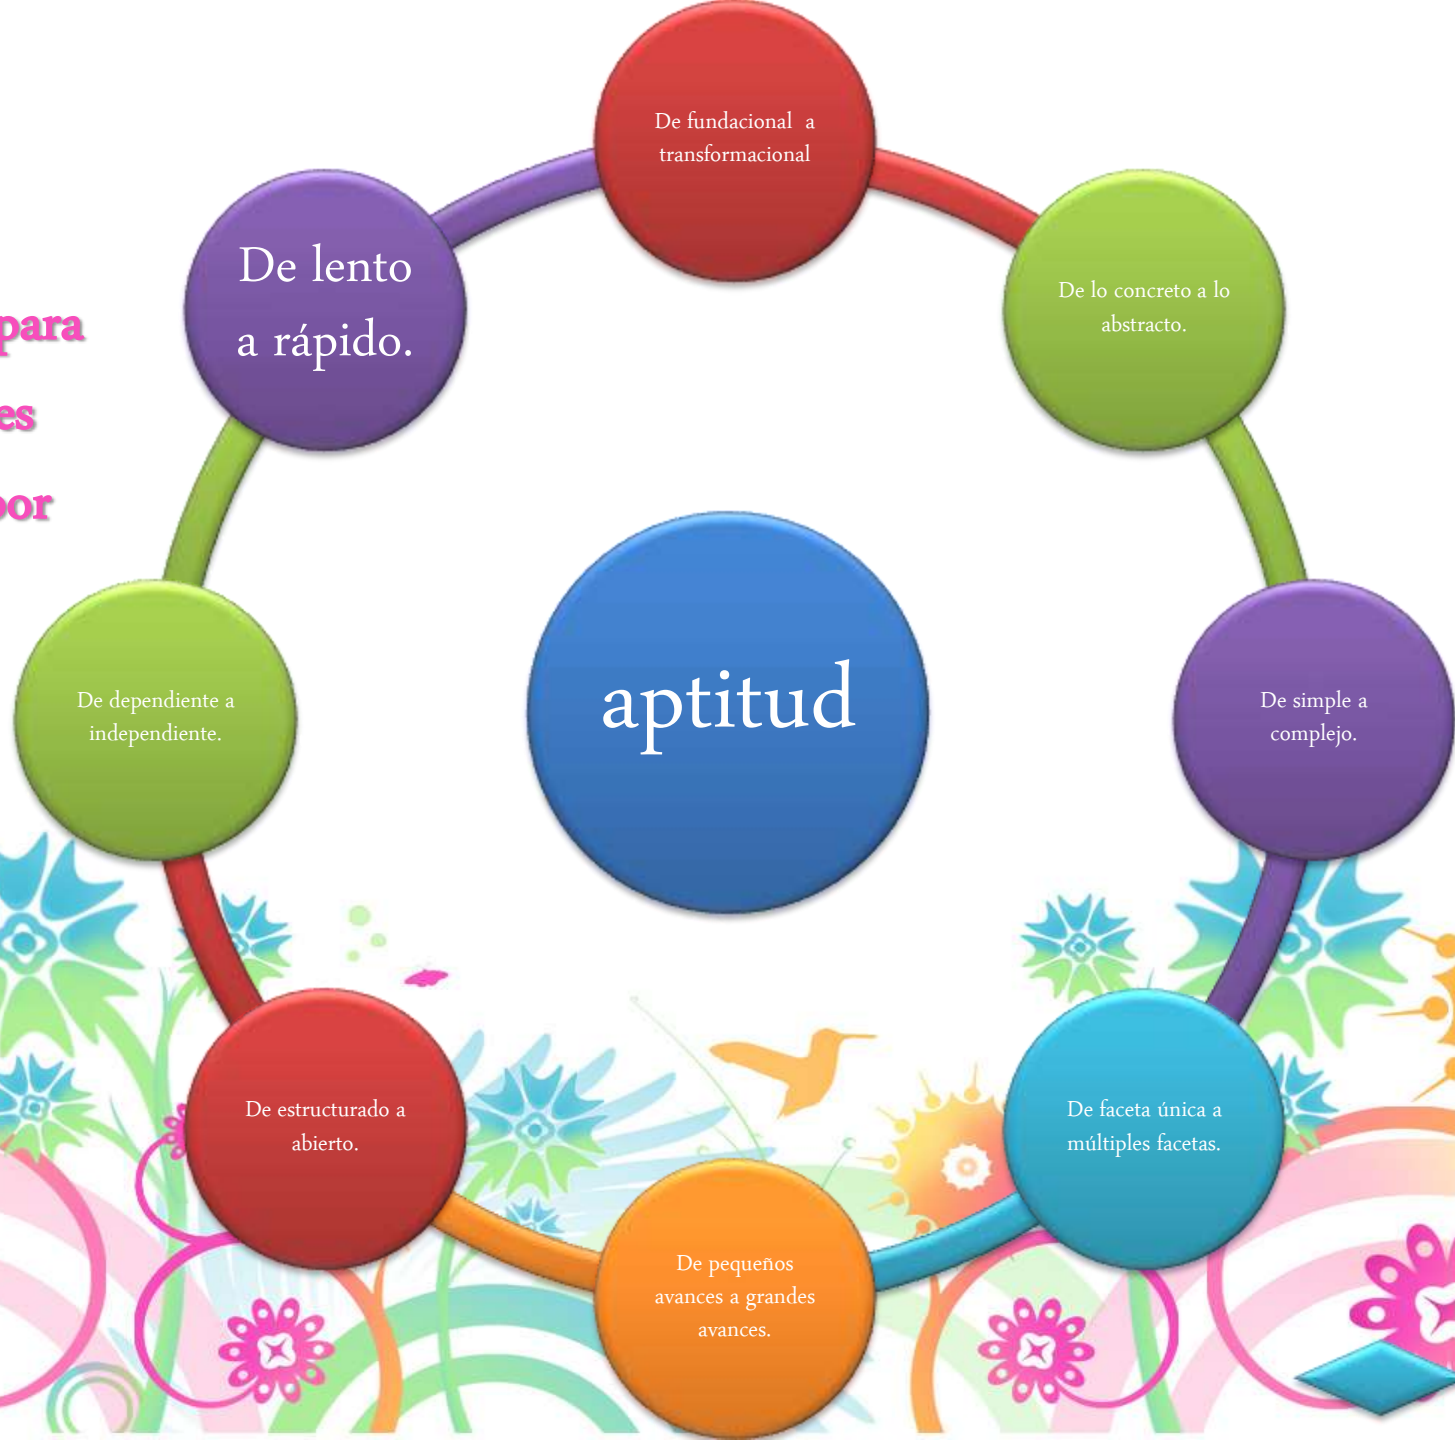 para
es
por
De fundacional a
transformacional
De lo concreto a lo
abstracto.
De simple a
complejo.
De faceta única a
múltiples facetas.
De pequeños
avances a grandes
avances.
De estructurado a
abierto.
De dependiente a
independiente.
De lento
a rápido.
aptitud